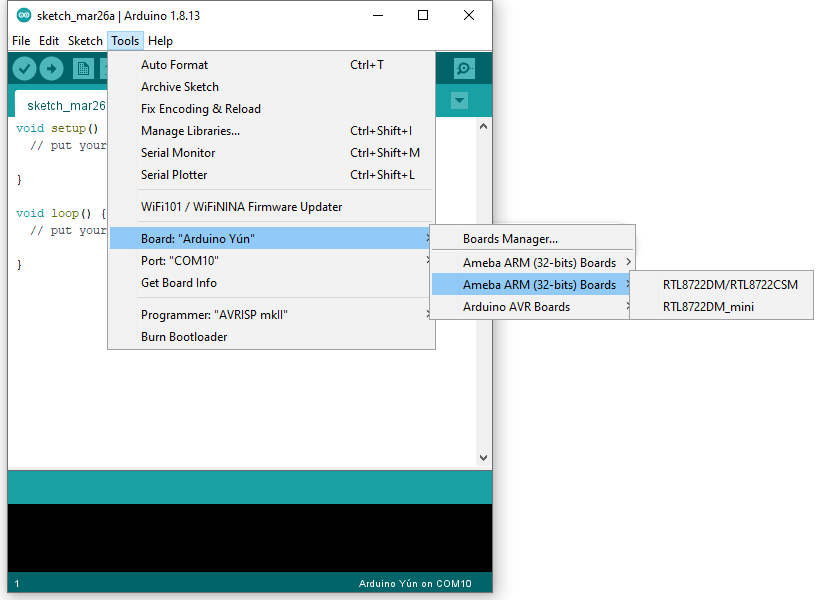 sketch_mar26a | Arduino 1.8.13
File Edit Sketch Tools Help
sketch_mar26
void setup()
// put your
}
void loop() {
// put your
}
Auto Format Ctrl+T
Archive Sketch
Fix Encoding & Reload
Manage Libraries... Ctrl+Shift+I
Serial Monitor Ctrl+Shift+M
Serial Plotter Ctrl+Shift+L
WiFi101 / WiFiNINA Firmware Updater
Board: "Arduino Yún"
Port: "COM10"
Get Board Info
Programmer: "AVRISP mkII"
Burn Bootloader
Boards Manager...
Ameba ARM (32-bits) Boards
Ameba ARM (32-bits) Boards
Arduino AVR Boards
RTL8722DM/RTL8722CSM
RTL8722DM_mini
1 Arduino Yún on COM10